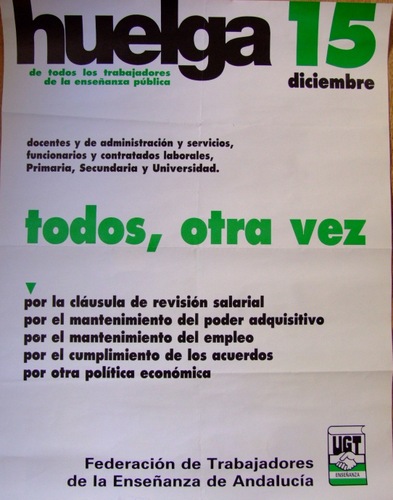 huelga 15
de todos los trabajadores
de la enseñanza pública
diciembre
docentes y de administración y servicios,
funcionarios y contratados laborales,
Primaria, Secundaria y Universidad.
todos, otra vez
por la cláusula de revisión salarial
por el mantenimiento del poder adquisitivo
por el mantenimiento del empleo
por el cumplimiento de los acuerdos
por otra política económica
UGT
ENSEÑANZA
Federación de Trabajadores
de la Enseñanza de Andalucía